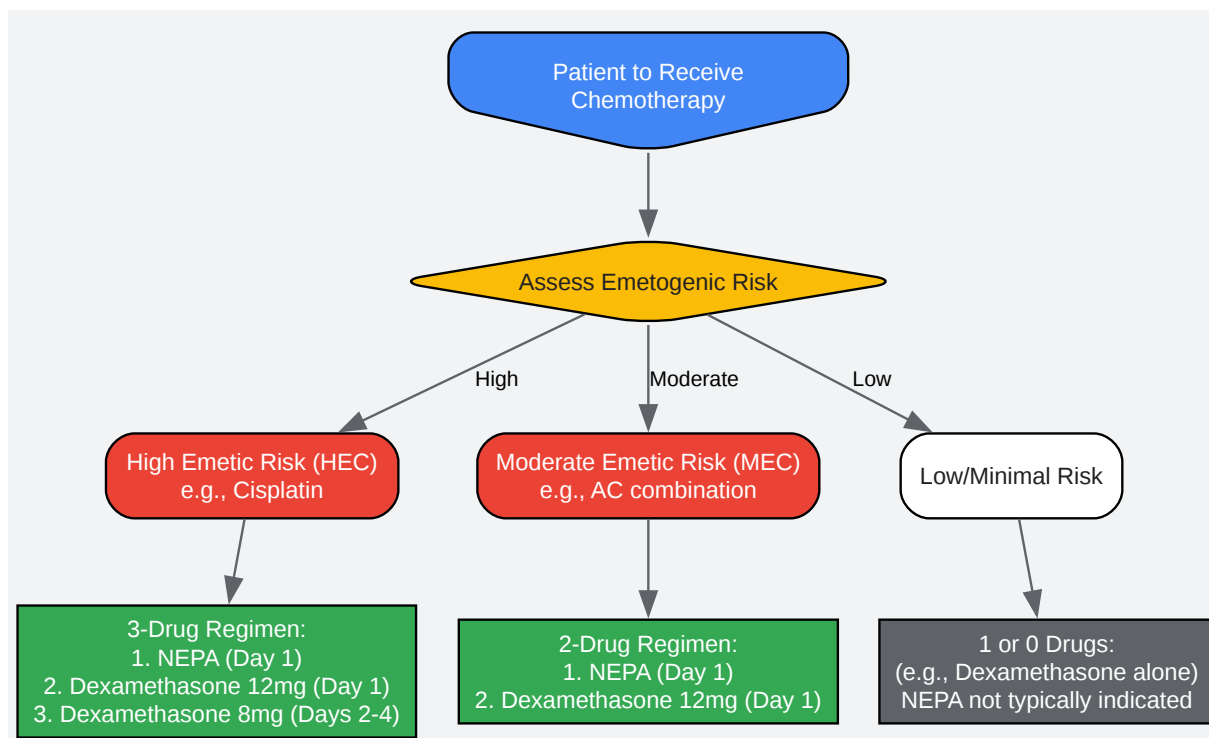 Patient to Receive
Chemotherapy
Assess Emetogenic Risk
High
Moderate
Low
High Emetic Risk (HEC)
e.g., Cisplatin
Moderate Emetic Risk (MEC)
e.g., AC combination
Low/Minimal Risk
3-Drug Regimen:
1. NEPA (Day 1)
2. Dexamethasone 12mg (Day 1)
3. Dexamethasone 8mg (Days 2-4)
2-Drug Regimen:
1. NEPA (Day 1)
2. Dexamethasone 12mg (Day 1)
1 or 0 Drugs:
(e.g., Dexamethasone alone)
NEPA not typically indicated